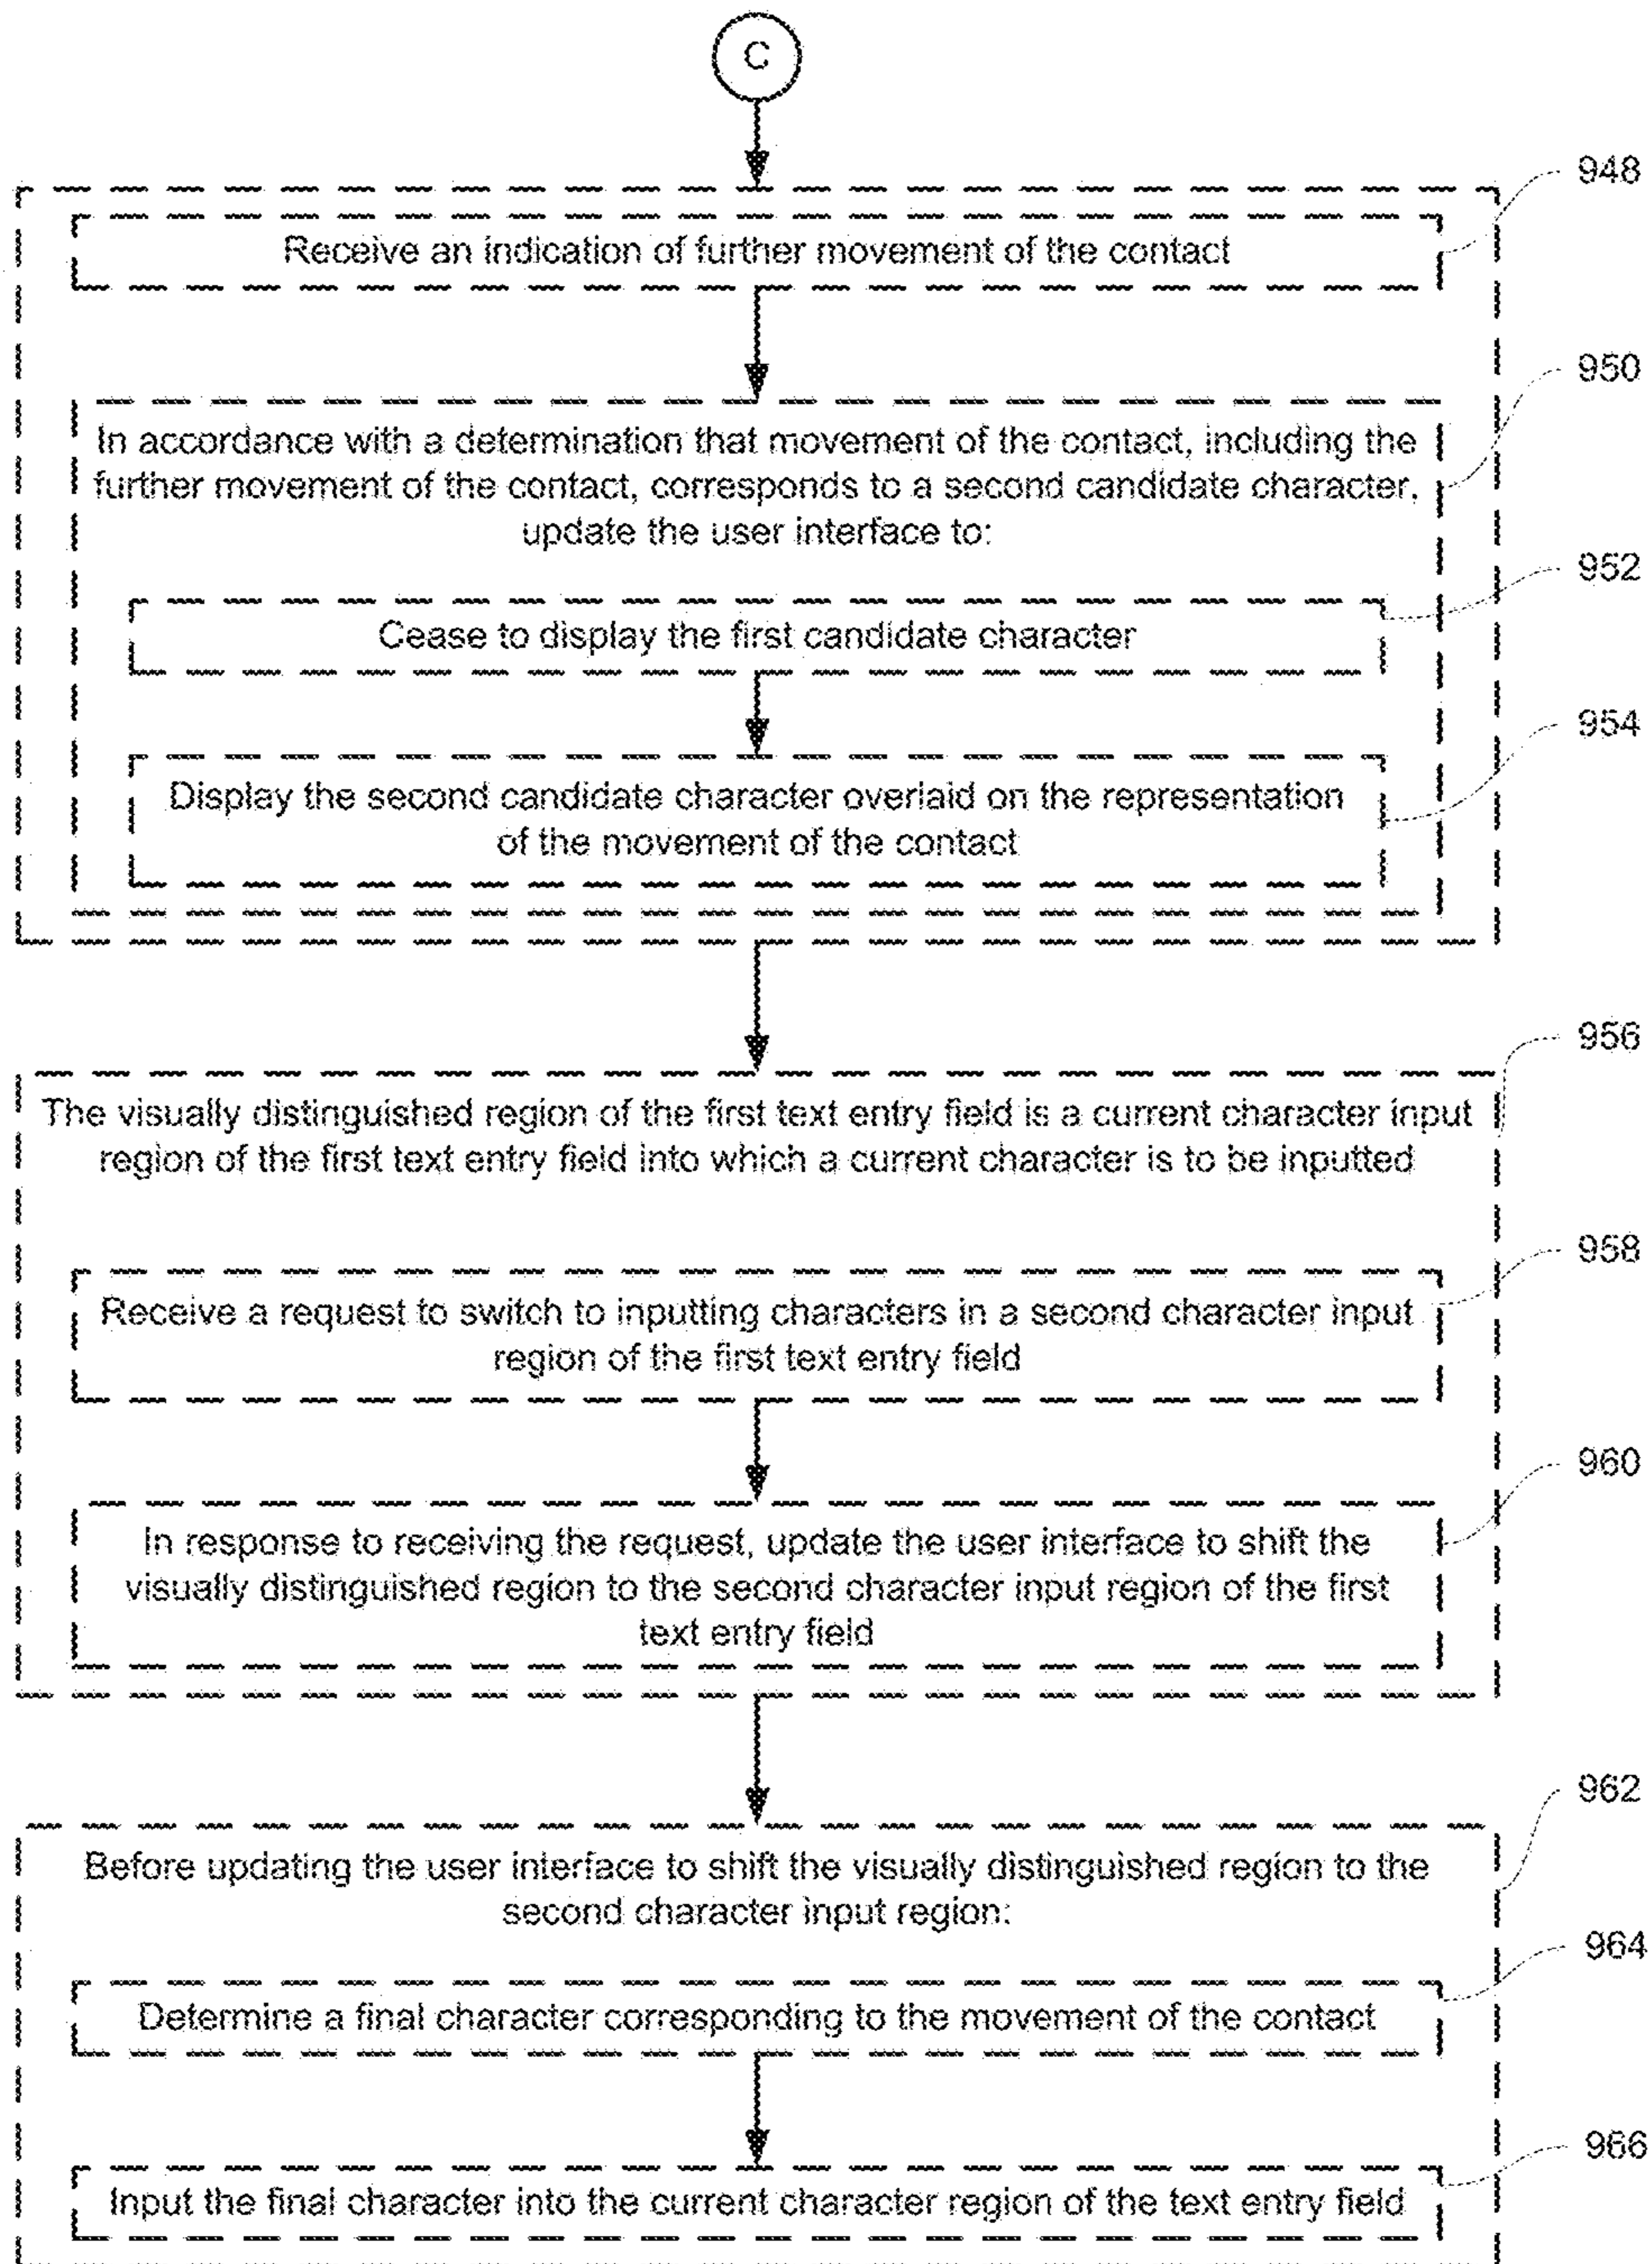 C
948
Receive an indication of further movement of the contact
950
In accordance with a determination that movement of the contact, including the
further movement of the contact, corresponds to a second candidate character,
update the user interface to:
952
Cease to display the first candidate character
954
Display the second candidate character overlaid on the representation
of the movement of the contact
956
The visually distinguished region of the first text entry field is a current character input
region of the first text entry field into which a current character is to be inputted
958
Receive a request to switch to inputting characters in a second character input
region of the first text entry field
960
In response to receiving the request, update the user interface to shift the
visually distinguished region to the second character input region of the first
text entry field
962
Before updating the user interface to shift the visually distinguished region to the
second character input region:
964
Determine a final character corresponding to the movement of the contact
966
Input the final character into the current character region of the text entry field